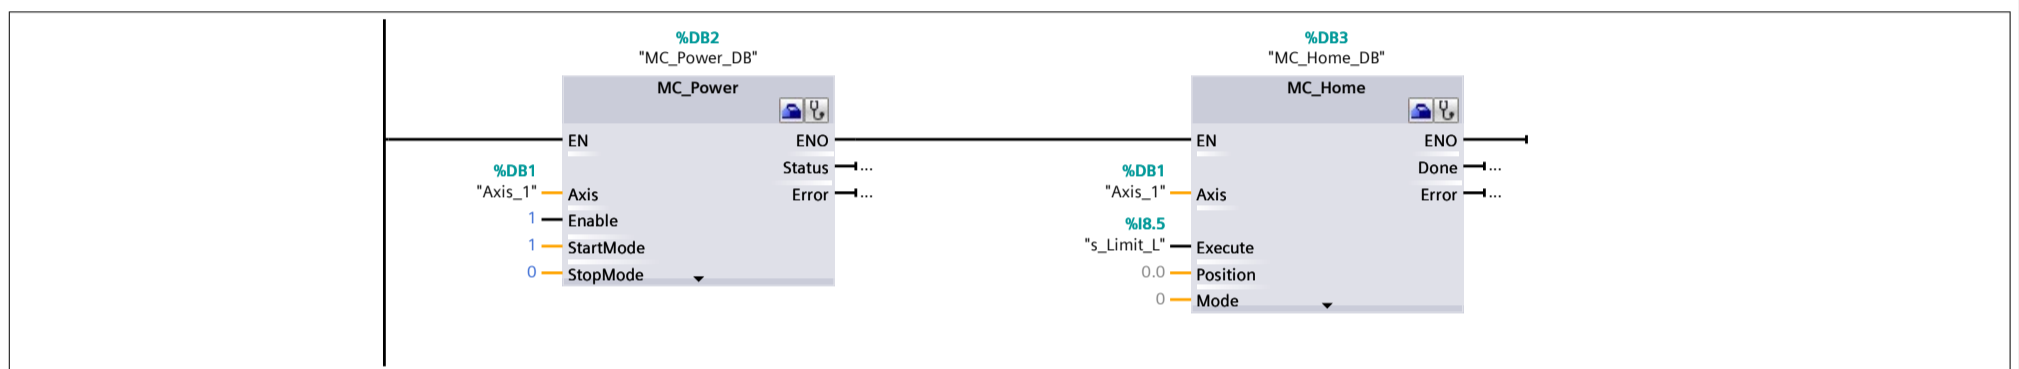 %DB2
"MC_Power_DB"
MC_Power
EN
ENO
Status
...
%DB1
"Axis_1"
Axis
Error
...
1
Enable
1
StartMode
0
StopMode
%DB3
"MC_Home_DB"
MC_Home
EN
ENO
Done
...
%DB1
"Axis_1"
Axis
Error
...
%I8.5
"s_Limit_L"
Execute
0.0
Position
0
Mode